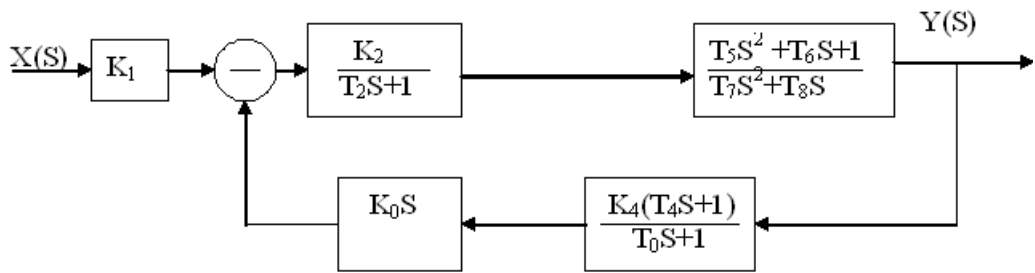 X(S)
K₁
−
K₂
T₂S+1
T₅S² +T₆S+1
T₇S²+T₈S
Y(S)
K₀S
K₄(T₄S+1)
T₀S+1